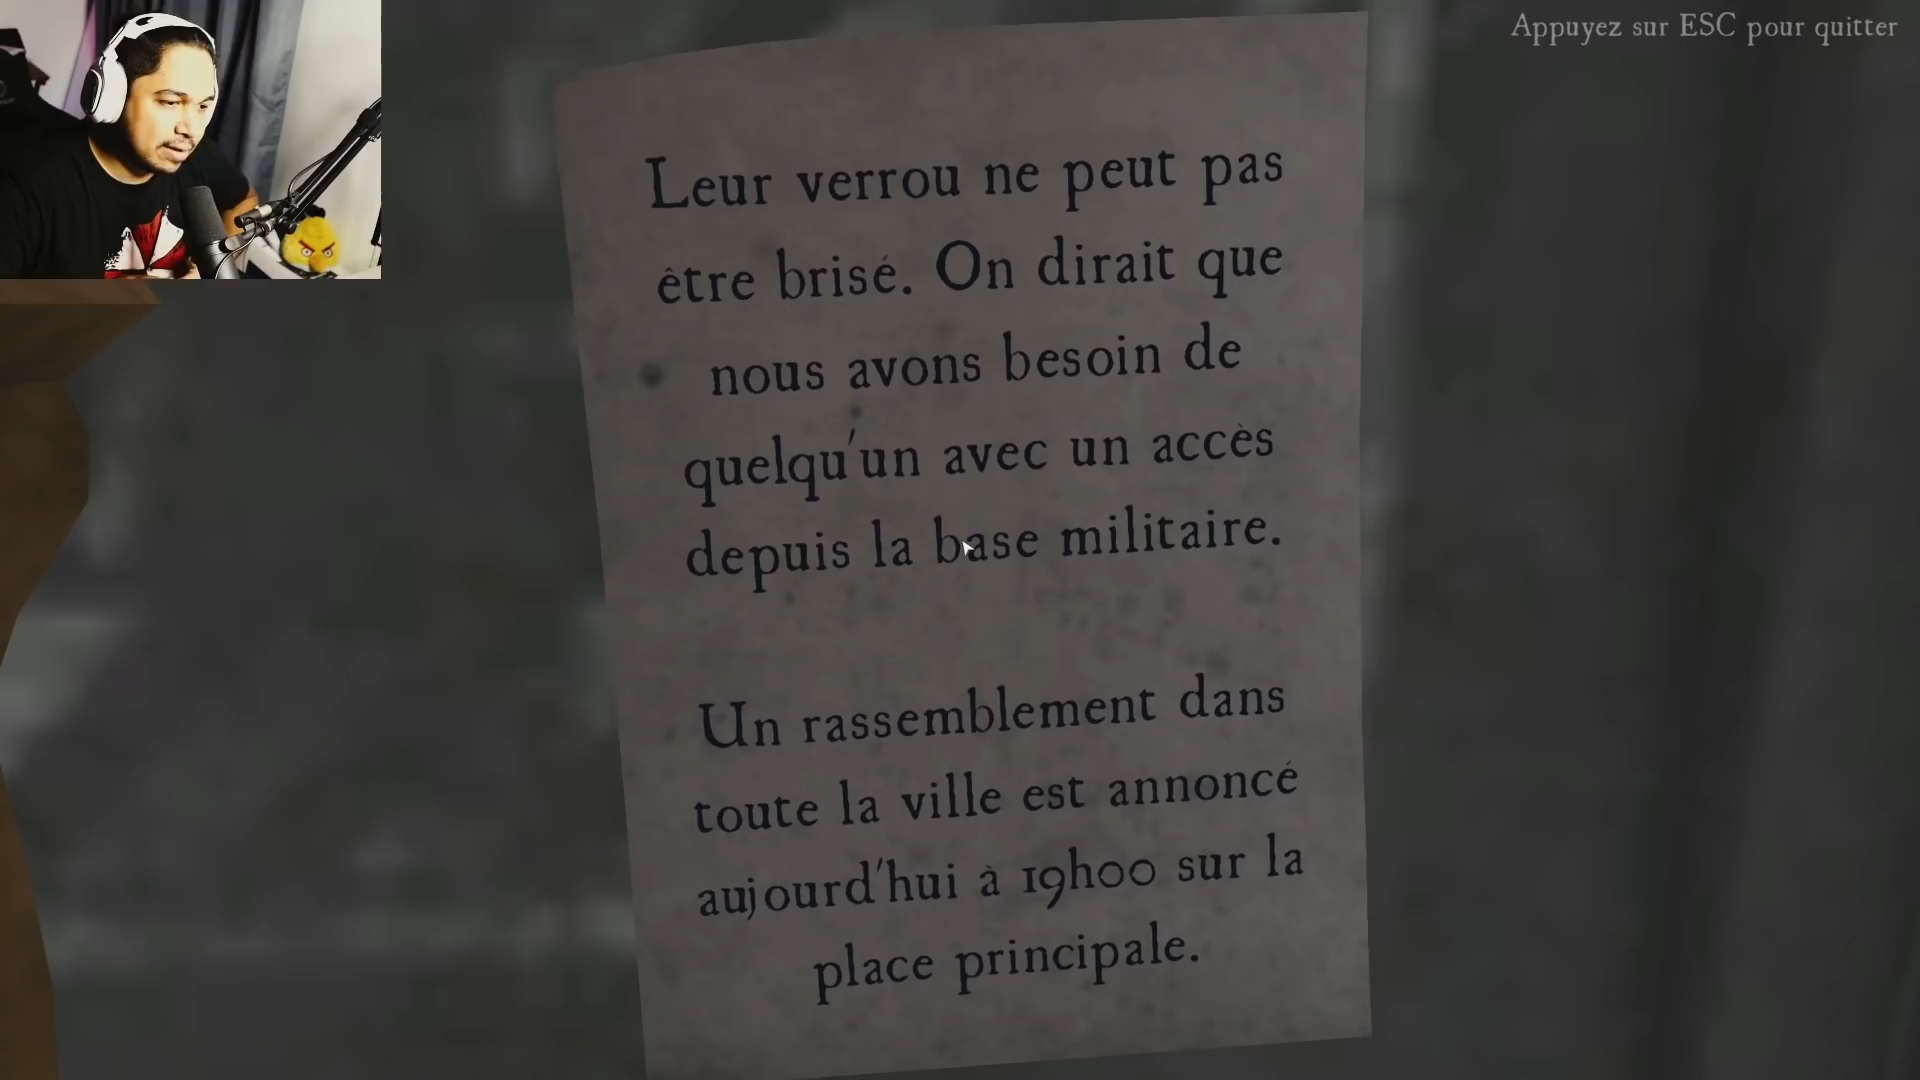 Appuyez sur ESC pour quitter
Leur verrou ne peut pas
être brisé. On dirait que
nous avons besoin de
quelqu'un avec un accès
depuis la base militaire.
Un rassemblement dans
toute la ville est annoncé
aujourd'hui à 19h00 sur la
place principale.